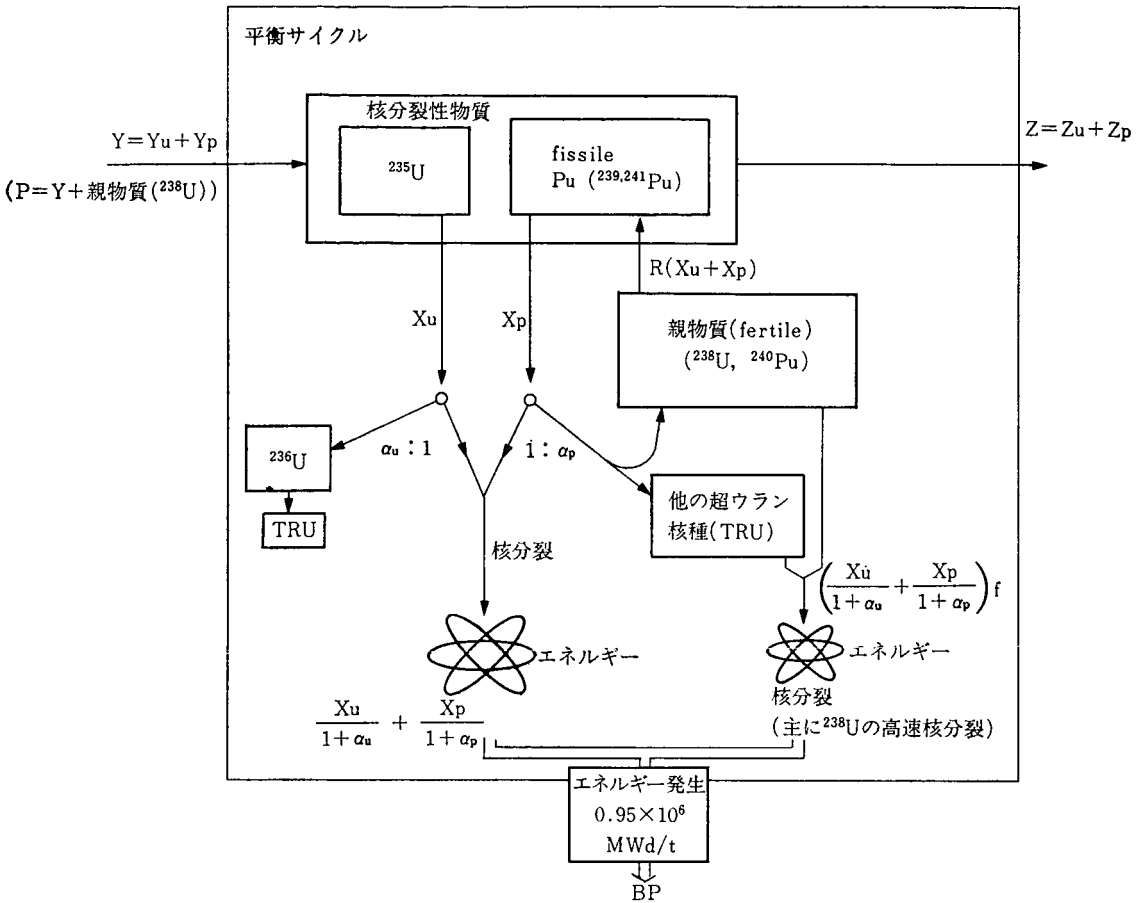 平衡サイクル
核分裂性物質
Y=Yu+Yp
(P=Y+親物質(²³⁸U))
²³⁵U
fissile
Pu (²³⁹,²⁴¹Pu)
Z=Zu+Zp
R(Xu+Xp)
Xu
Xp
親物質(fertile)
(²³⁸U, ²⁴⁰Pu)
²³⁶U
αu:1
1:αp
TRU
他の超ウラン
核種(TRU)
核分裂
(Xu/(1+αu) + Xp/(1+αp)) f
エネルギー
エネルギー
核分裂
(主に²³⁸Uの高速核分裂)
Xu/(1+αu) + Xp/(1+αp)
エネルギー発生
0.95×10⁶
MWd/t
BP